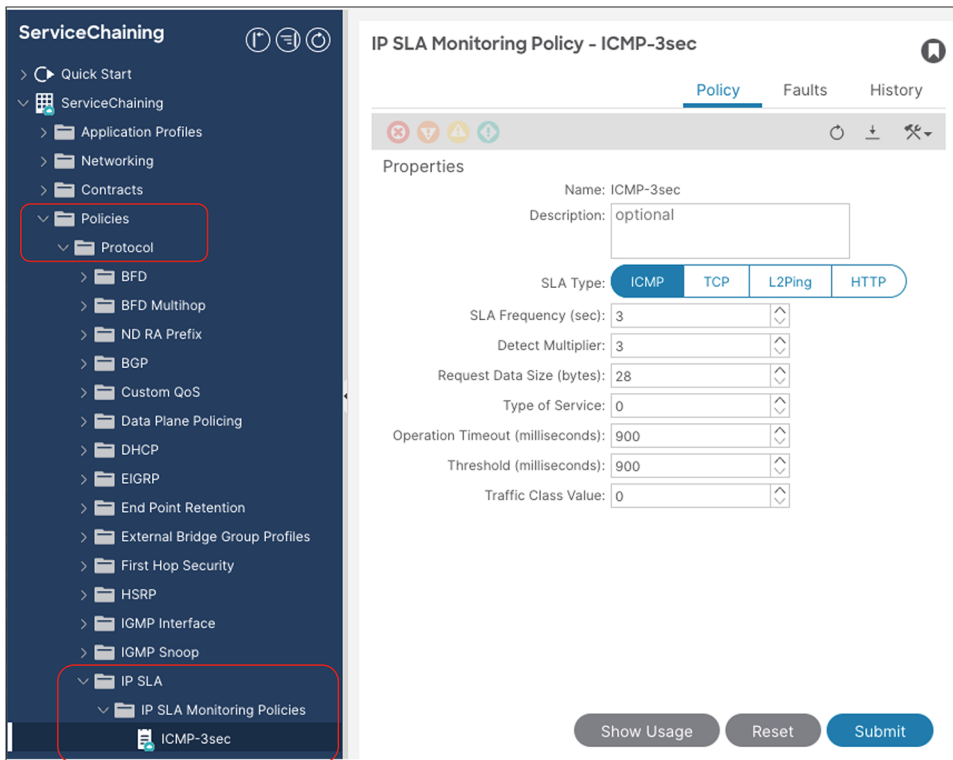 ServiceChaining
Quick Start
ServiceChaining
Application Profiles
Networking
Contracts
Policies
Protocol
BFD
BFD Multihop
ND RA Prefix
BGP
Custom QoS
Data Plane Policing
DHCP
EIGRP
End Point Retention
External Bridge Group Profiles
First Hop Security
HSRP
IGMP Interface
IGMP Snoop
IP SLA
IP SLA Monitoring Policies
ICMP-3sec
IP SLA Monitoring Policy - ICMP-3sec
Policy Faults History
Properties
Name: ICMP-3sec
Description: optional
SLA Type: ICMP TCP L2Ping HTTP
SLA Frequency (sec): 3
Detect Multiplier: 3
Request Data Size (bytes): 28
Type of Service: 0
Operation Timeout (milliseconds): 900
Threshold (milliseconds): 900
Traffic Class Value: 0
Show Usage Reset Submit